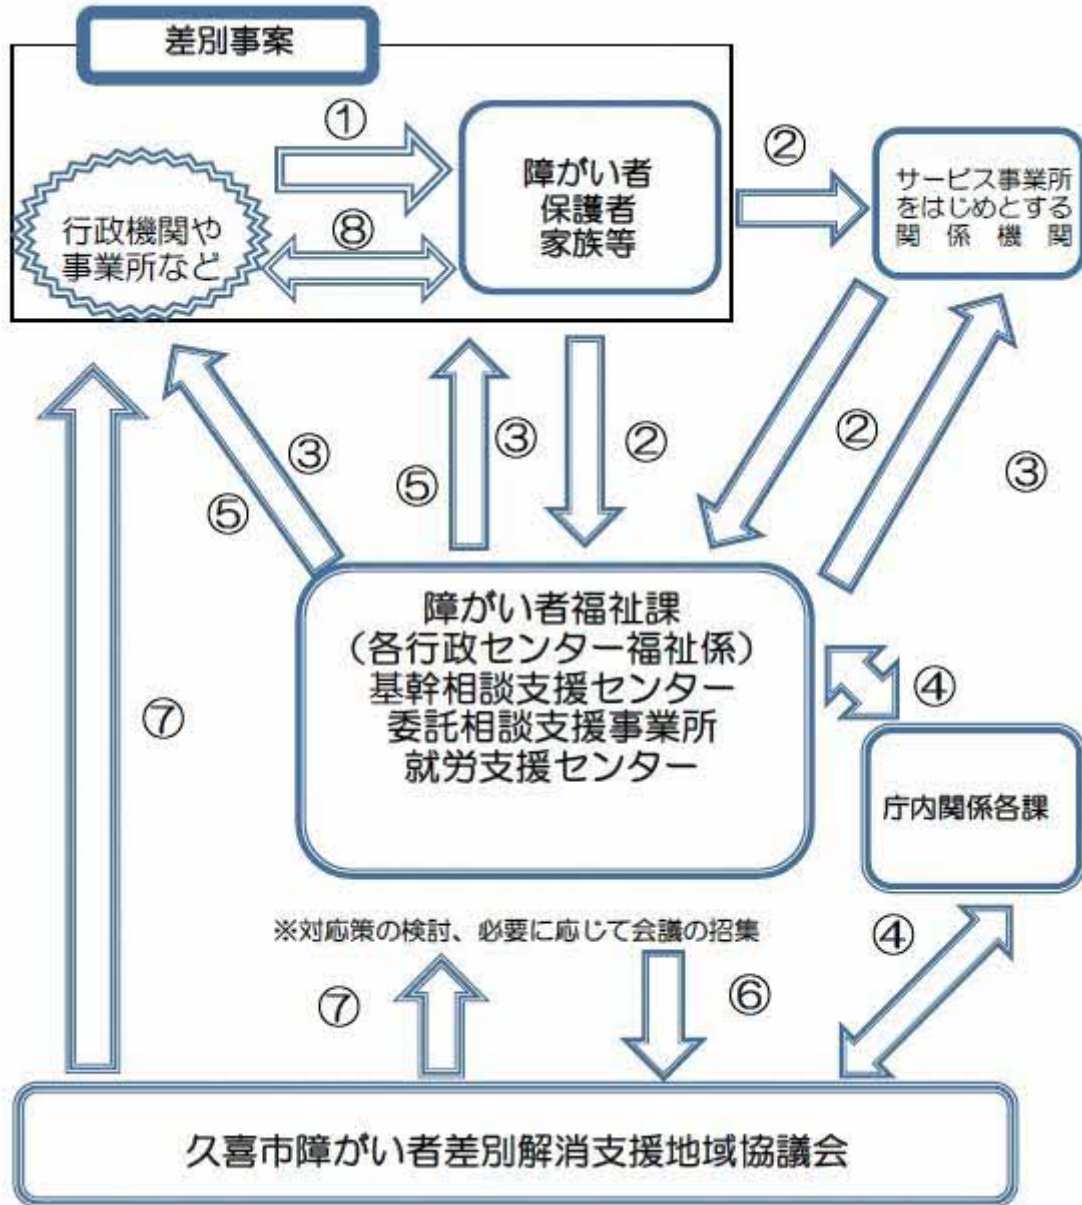 差別事案
①
②
障がい者
保護者
家族等
サービス事業所
をはじめとする
関係機関
行政機関や
事業所など
⑧
③
⑤
③
⑤
②
②
③
障がい者福祉課
（各行政センター福祉係）
基幹相談支援センター
委託相談支援事業所
就労支援センター
④
⑦
庁内関係各課
※対応策の検討、必要に応じて会議の招集
④
⑦
⑥
久喜市障がい者差別解消支援地域協議会